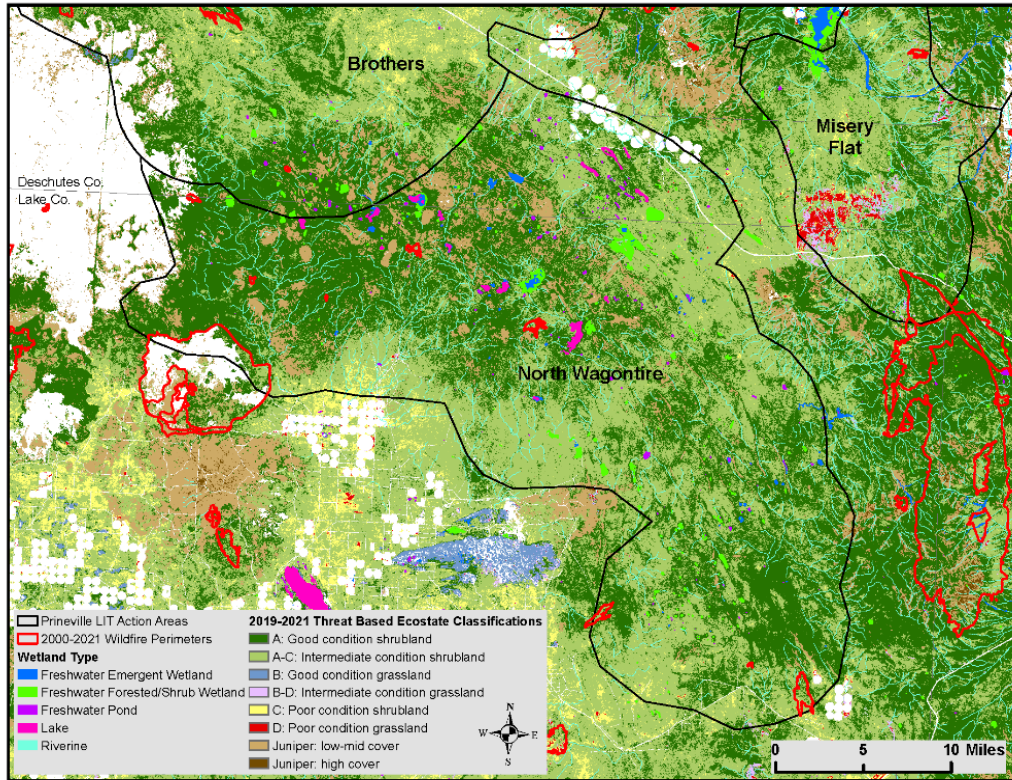 Brothers
Misery
Flat
Deschutes Co.
Lake Co.
North Wagontire
Prineville LIT Action Areas
2000-2021 Wildfire Perimeters
Wetland Type
Freshwater Emergent Wetland
Freshwater Forested/Shrub Wetland
Freshwater Pond
Lake
Riverine
2019-2021 Threat Based Ecostate Classifications
A: Good condition shrubland
A-C: Intermediate condition shrubland
B: Good condition grassland
B-D: Intermediate condition grassland
C: Poor condition shrubland
D: Poor condition grassland
Juniper: low-mid cover
Juniper: high cover
N
W E
S
0 5 10 Miles